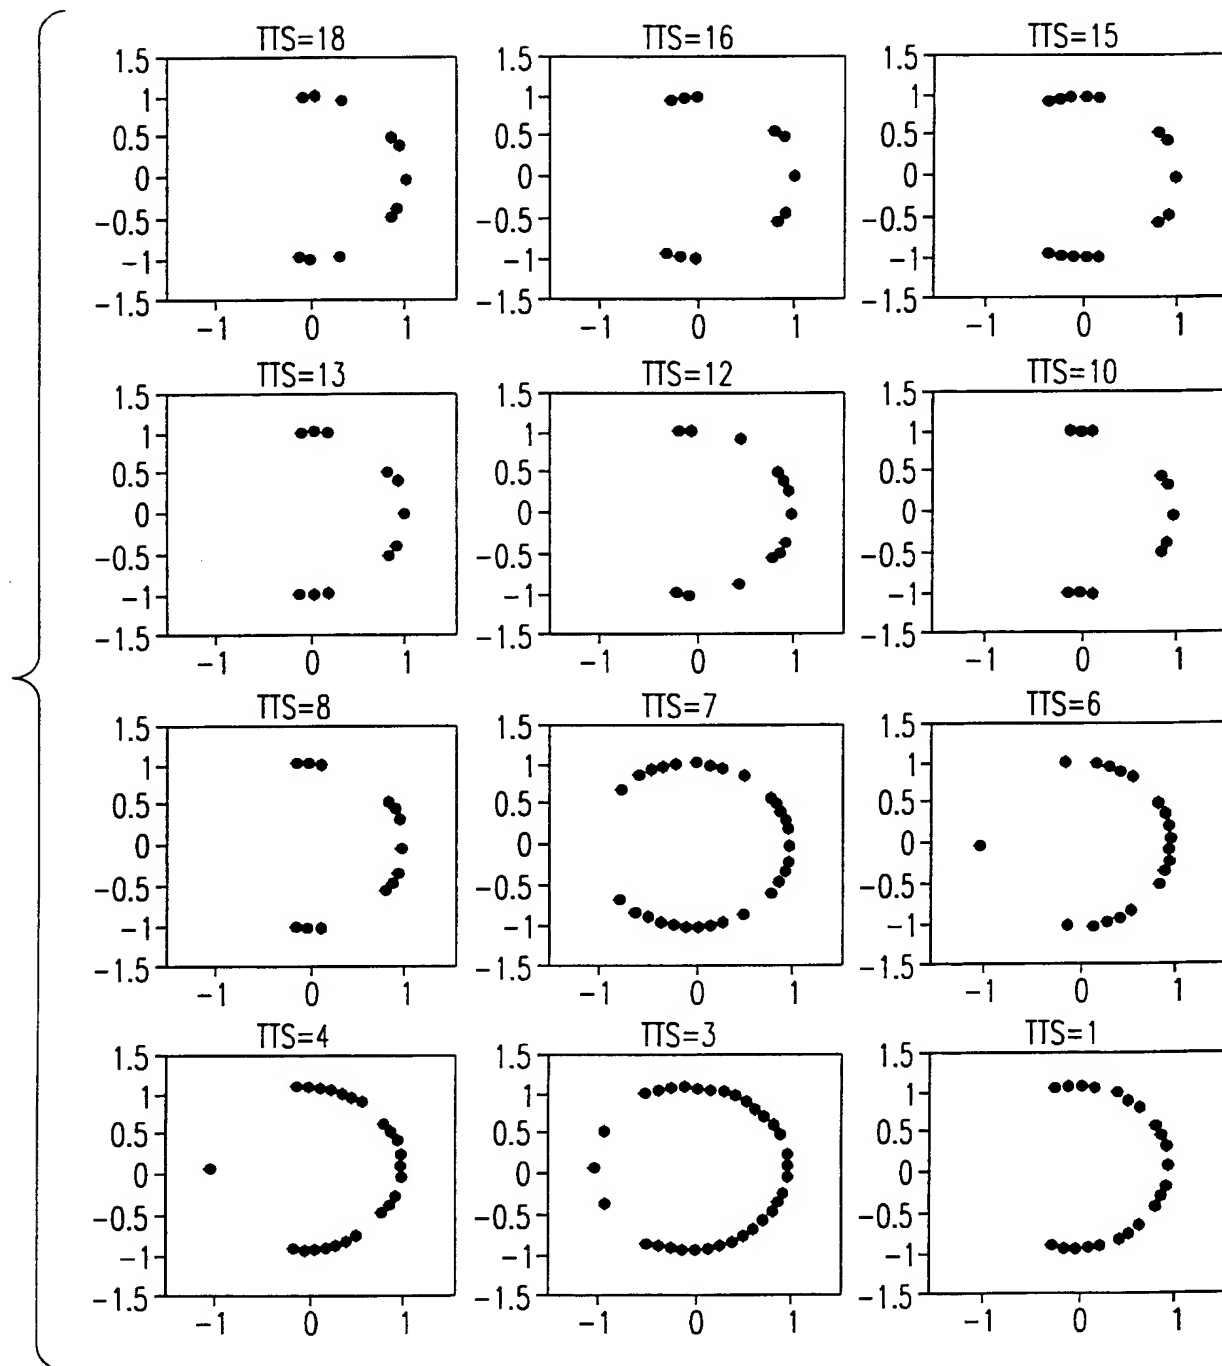 TTS=18 TTS=16 TTS=15
1.5 1.5 1.5
1 1 1
0.5 0.5 0.5
0 0 0
-0.5 -0.5 -0.5
-1 -1 -1
-1.5 -1.5 -1.5
-1 0 1 -1 0 1 -1 0 1
TTS=13 TTS=12 TTS=10
1.5 1.5 1.5
1 1 1
0.5 0.5 0.5
0 0 0
-0.5 -0.5 -0.5
-1 -1 -1
-1.5 -1.5 -1.5
-1 0 1 -1 0 1 -1 0 1
TTS=8 TTS=7 TTS=6
1.5 1.5 1.5
1 1 1
0.5 0.5 0.5
0 0 0
-0.5 -0.5 -0.5
-1 -1 -1
-1.5 -1.5 -1.5
-1 0 1 -1 0 1 -1 0 1
TTS=4 TTS=3 TTS=1
1.5 1.5 1.5
1 1 1
0.5 0.5 0.5
0 0 0
-0.5 -0.5 -0.5
-1 -1 -1
-1.5 -1.5 -1.5
-1 0 1 -1 0 1 -1 0 1